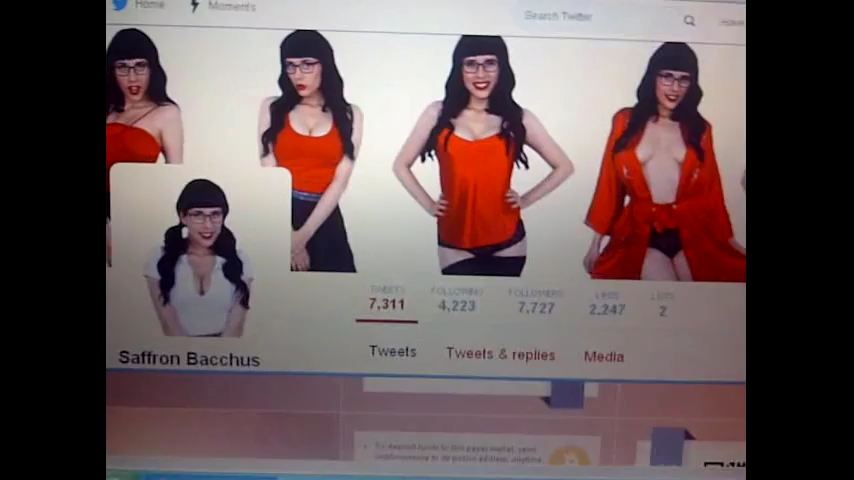 Home Moments Search Twitter
TWEETS FOLLOWING FOLLOWERS LIKES LISTS
7,311 4,223 7,727 2,247 2
Saffron Bacchus
Tweets Tweets & replies Media